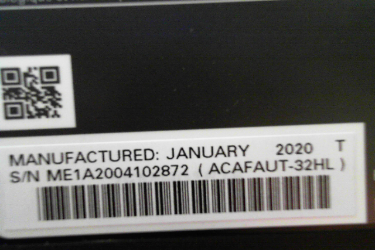 MANUFACTURED: JANUARY 2020 T
S/N ME1A2004102872 ( ACAFAUT-32HL )